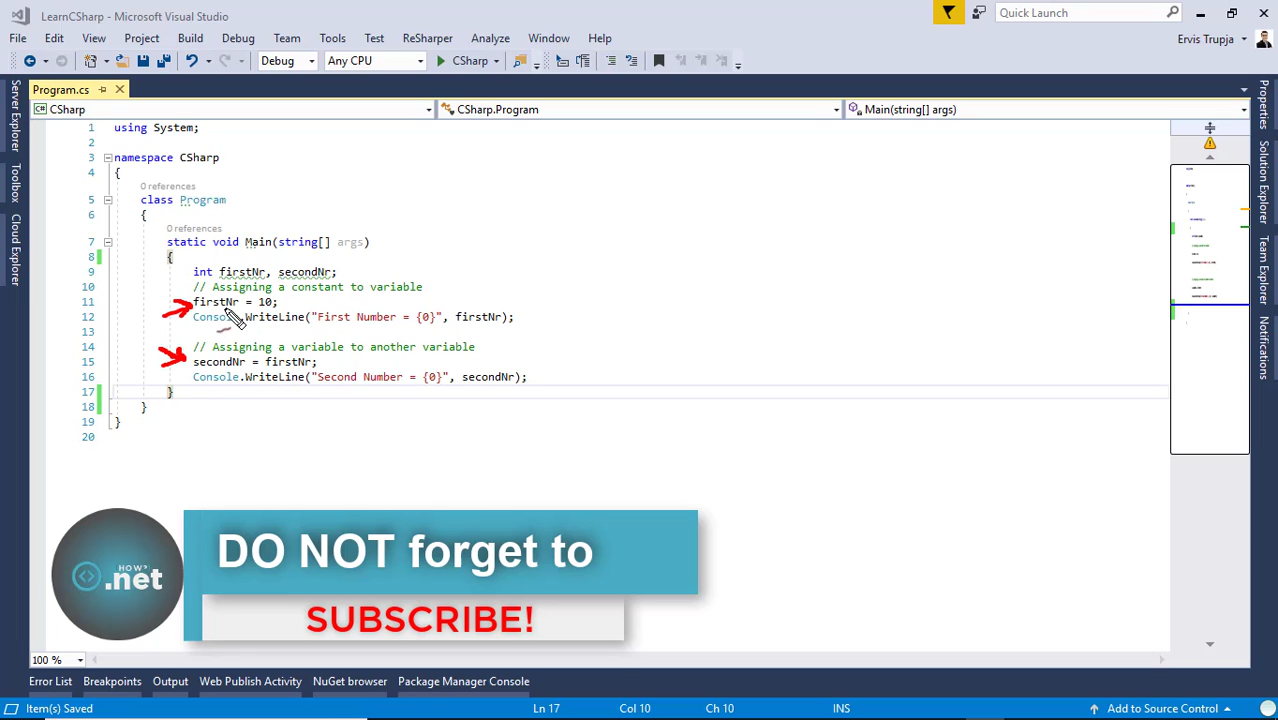 LearnCSharp - Microsoft Visual Studio
Quick Launch
File Edit View Project Build Debug Team Tools Test ReSharper Analyze Window Help
Ervis Trupja
Debug Any CPU CSharp
Program.cs
CSharp CSharp.Program Main(string[] args)
Server Explorer
Toolbox
Cloud Explorer
1 using System;
2
3 namespace CSharp
4 {
0 references
5 class Program
6 {
0 references
7 static void Main(string[] args)
8 {
9 int firstNr, secondNr;
10 // Assigning a constant to variable
11 firstNr = 10;
12 Console.WriteLine("First Number = {0}", firstNr);
13
14 // Assigning a variable to another variable
15 secondNr = firstNr;
16 Console.WriteLine("Second Number = {0}", secondNr);
17 }
18 }
19 }
20
Properties
Solution Explorer
Team Explorer
Notifications
HOW?
.net
DO NOT forget to
SUBSCRIBE!
100 %
Error List Breakpoints Output Web Publish Activity NuGet browser Package Manager Console
Item(s) Saved Ln 17 Col 10 Ch 10 INS Add to Source Control